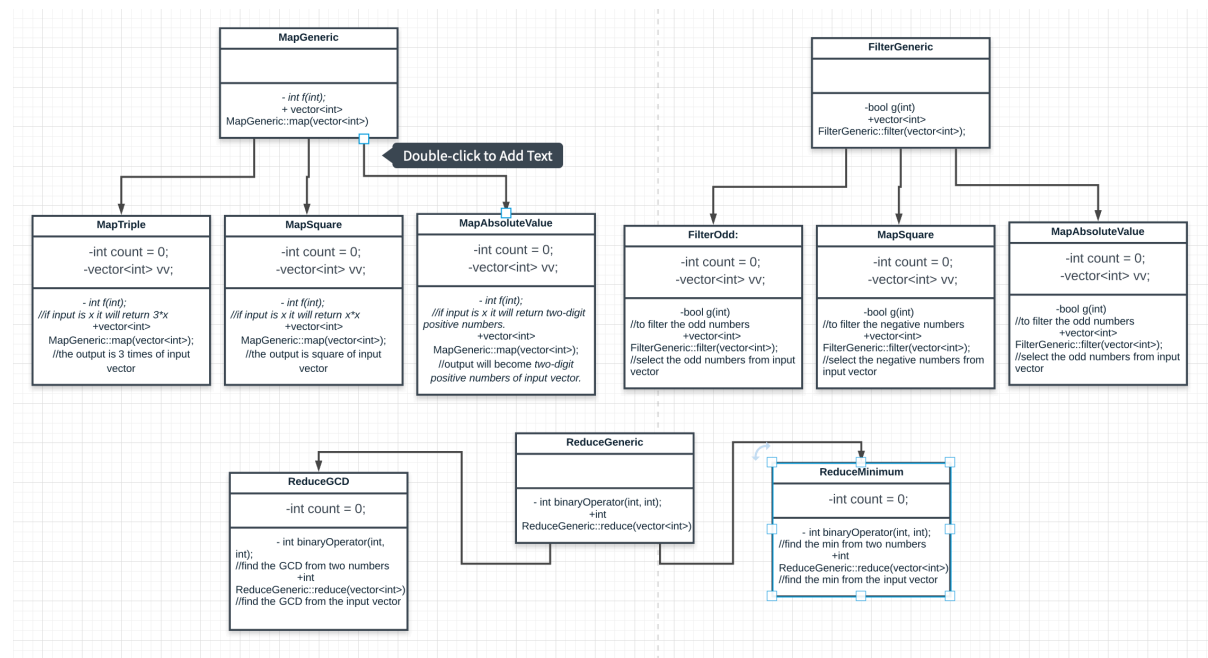 MapGeneric
- int f(int);
+ vector<int>
MapGeneric::map(vector<int>)
Double-click to Add Text
FilterGeneric
-bool g(int)
+vector<int>
FilterGeneric::filter(vector<int>);
MapTriple
-int count = 0;
-vector<int> vv;
- int f(int);
//if input is x it will return 3*x
+vector<int>
MapGeneric::map(vector<int>);
//the output is 3 times of input
vector
MapSquare
-int count = 0;
-vector<int> vv;
- int f(int);
//if input is x it will return x*x
+vector<int>
MapGeneric::map(vector<int>);
//the output is square of input
vector
MapAbsoluteValue
-int count = 0;
-vector<int> vv;
- int f(int);
//if input is x it will return two-digit
positive numbers.
+vector<int>
MapGeneric::map(vector<int>);
//output will become two-digit
positive numbers of input vector.
FilterOdd:
-int count = 0;
-vector<int> vv;
-bool g(int)
//to filter the odd numbers
+vector<int>
FilterGeneric::filter(vector<int>);
//select the odd numbers from input
vector
MapSquare
-int count = 0;
-vector<int> vv;
-bool g(int)
//to filter the negative numbers
+vector<int>
FilterGeneric::filter(vector<int>);
//select the negative numbers from
input vector
MapAbsoluteValue
-int count = 0;
-vector<int> vv;
-bool g(int)
//to filter the odd numbers
+vector<int>
FilterGeneric::filter(vector<int>);
//select the odd numbers from input
vector
ReduceGeneric
- int binaryOperator(int, int);
+int
ReduceGeneric::reduce(vector<int>)
ReduceGCD
-int count = 0;
- int binaryOperator(int,
int);
//find the GCD from two numbers
+int
ReduceGeneric::reduce(vector<int>)
//find the GCD from the input vector
ReduceMinimum
-int count = 0;
- int binaryOperator(int, int);
//find the min from two numbers
+int
ReduceGeneric::reduce(vector<int>)
//find the min from the input vector